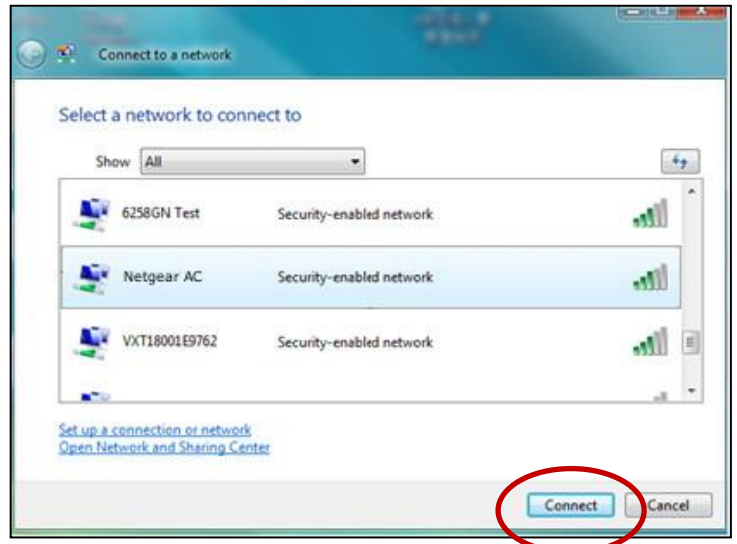 Connect to a network
Select a network to connect to
Show All
6258GN Test Security-enabled network
Netgear AC Security-enabled network
VXT18001E9762 Security-enabled network
Set up a connection or network
Open Network and Sharing Center
Connect Cancel